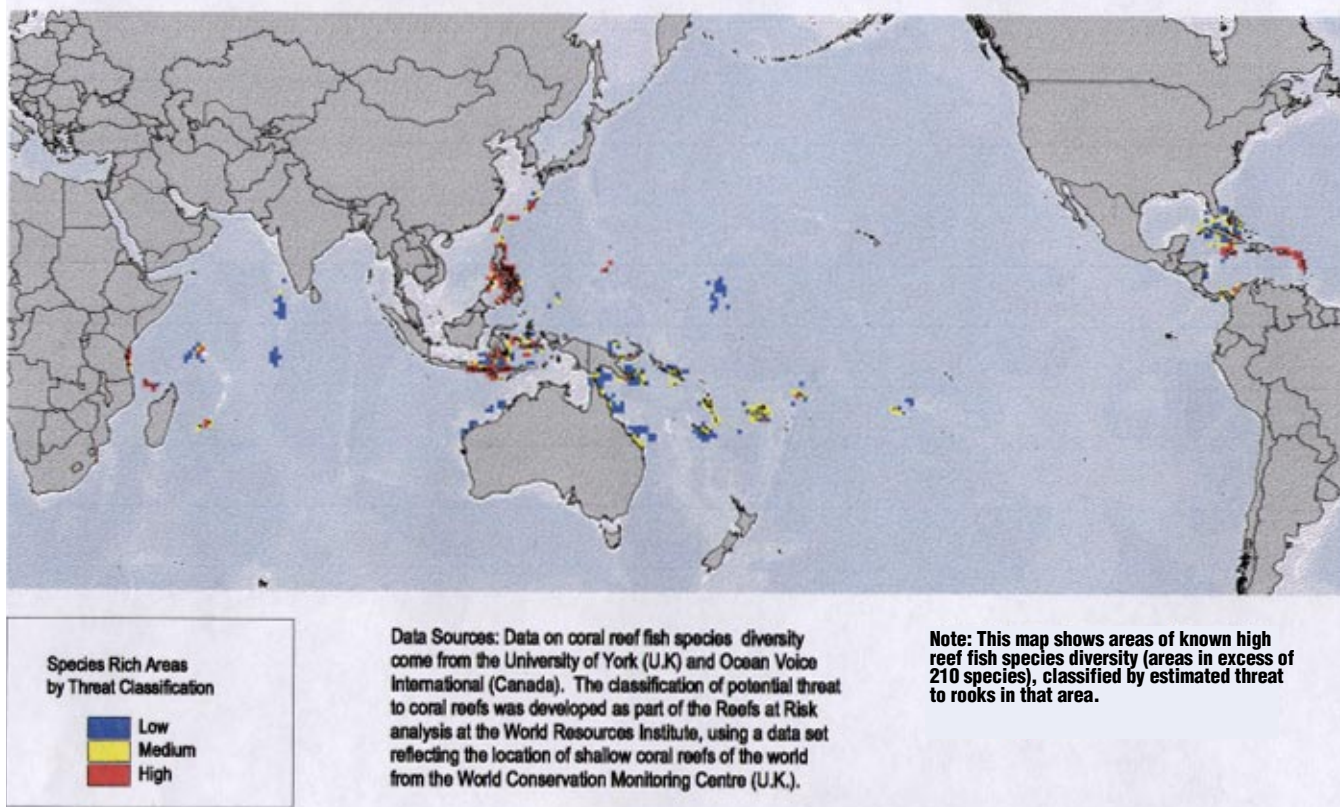 Species Rich Areas
by Threat Classification
Low
Medium
High
Data Sources: Data on coral reef fish species diversity
come from the University of York (U.K) and Ocean Voice
International (Canada). The classification of potential threat
to coral reefs was developed as part of the Reefs at Risk
analysis at the World Resources Institute, using a data set
reflecting the location of shallow coral reefs of the world
from the World Conservation Monitoring Centre (U.K.).
Note: This map shows areas of known high
reef fish species diversity (areas in excess of
210 species), classified by estimated threat
to rooks in that area.